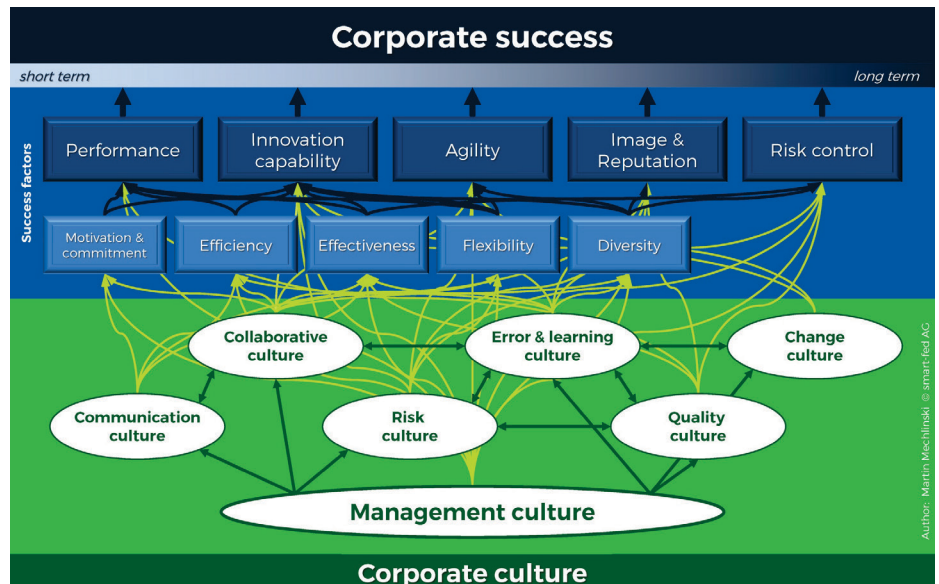 Corporate success
short term
long term
Success factors
Performance
Innovation
capability
Agility
Image &
Reputation
Risk control
Motivation &
commitment
Efficiency
Effectiveness
Flexibility
Diversity
Collaborative
culture
Error & learning
culture
Change
culture
Communication
culture
Risk
culture
Quality
culture
Management culture
Corporate culture
Author: Martin Mechlinski © smart-fed AG